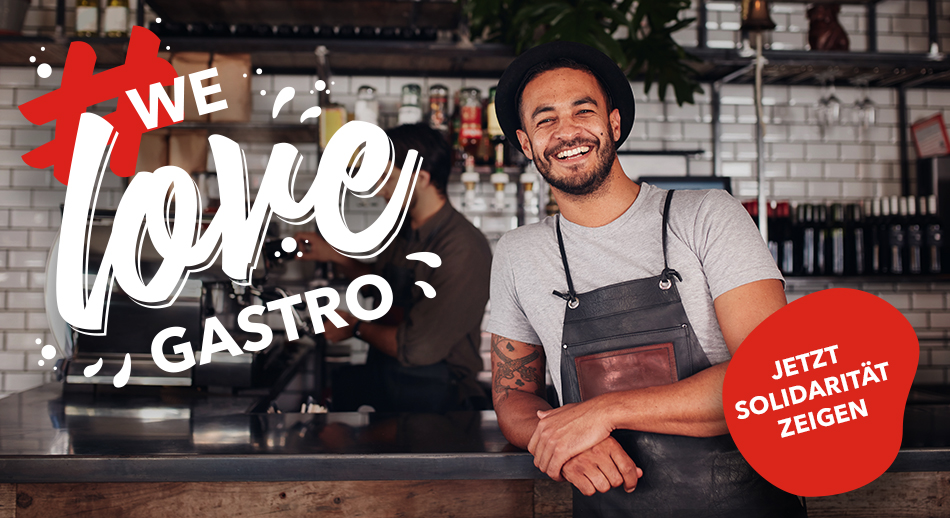 #WE
love
GASTRO
JETZT
SOLIDARITÄT
ZEIGEN